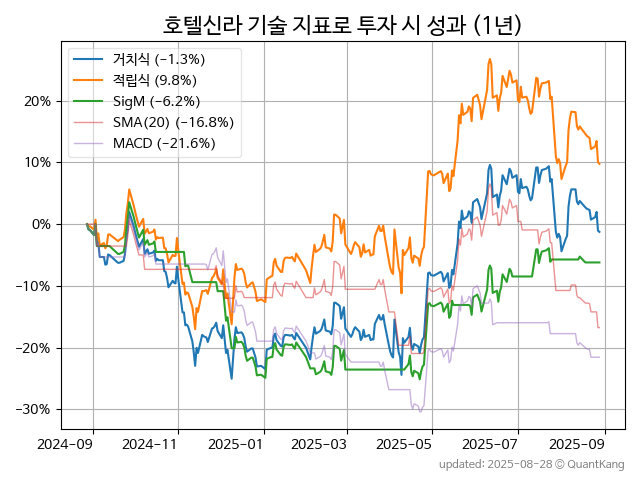 호텔신라 기술 지표로 투자 시 성과 (1년)
거치식 (−1.3%)
적립식 (9.8%)
SigM (−6.2%)
SMA(20) (−16.8%)
MACD (−21.6%)
20%
10%
0%
−10%
−20%
−30%
2024-09 2024-11 2025-01 2025-03 2025-05 2025-07 2025-09
updated: 2025-08-28 © QuantKang